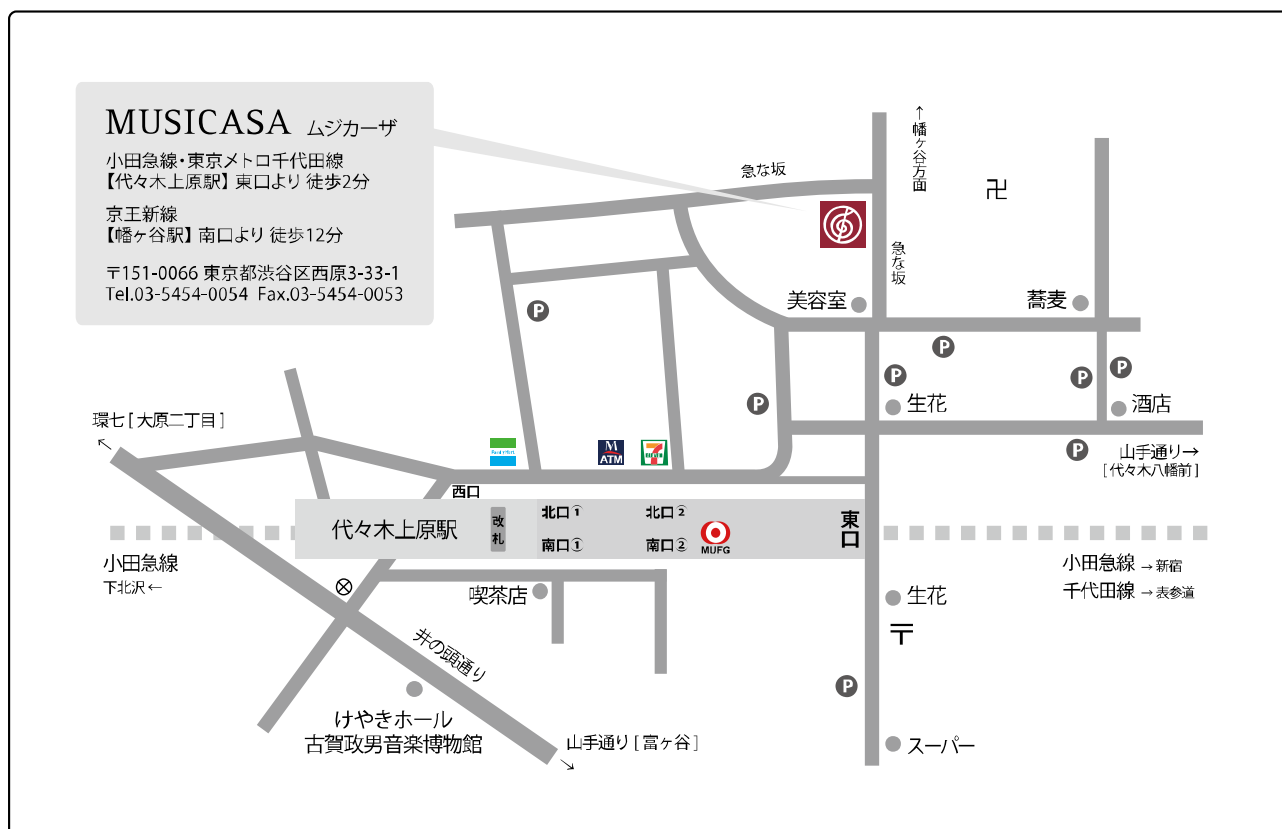 MUSICASA ムジカーザ
小田急線・東京メトロ千代田線
【代々木上原駅】東口より 徒歩2分
京王新線
【幡ヶ谷駅】南口より 徒歩12分
〒151-0066 東京都渋谷区西原3-33-1
Tel.03-5454-0054 Fax.03-5454-0053
急な坂
←幡ヶ谷方面
卍
急な坂
美容室
蕎麦
P
P
P
P
P
P
生花
酒店
環七 [ 大原二丁目 ]
←
P
山手通り→
[代々木八幡前]
M
ATM
7
西口
代々木上原駅
改札
北口①
北口②
南口①
南口②
MUFG
東口
小田急線
下北沢 ←
小田急線 → 新宿
千代田線 → 表参道
喫茶店
生花
〒
井の頭通り
P
けやきホール
古賀政男音楽博物館
山手通り [ 富ヶ谷 ]
→
スーパー